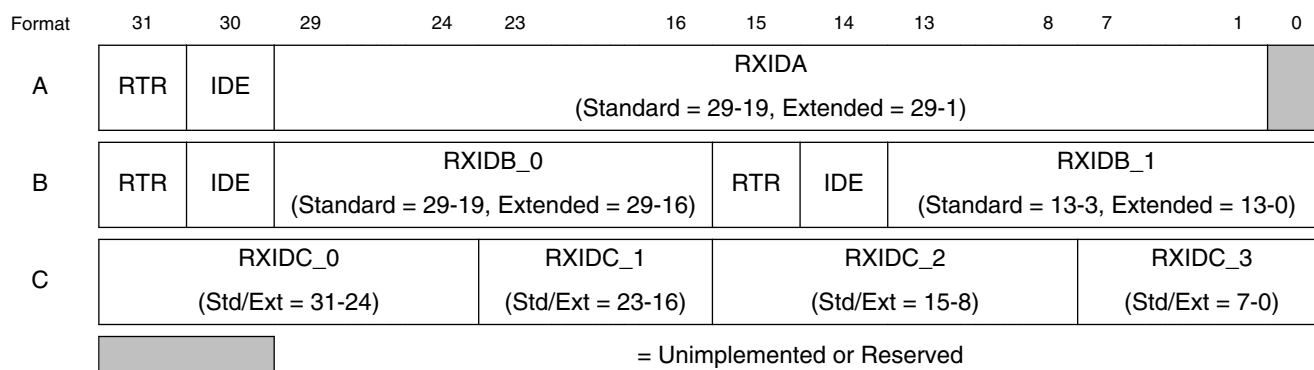 Format 31 30 29 24 23 16 15 14 13 8 7 1 0
A RTR IDE RXIDA
(Standard = 29-19, Extended = 29-1)
B RTR IDE RXIDB_0 RTR IDE RXIDB_1
(Standard = 29-19, Extended = 29-16) (Standard = 13-3, Extended = 13-0)
C RXIDC_0 RXIDC_1 RXIDC_2 RXIDC_3
(Std/Ext = 31-24) (Std/Ext = 23-16) (Std/Ext = 15-8) (Std/Ext = 7-0)
= Unimplemented or Reserved